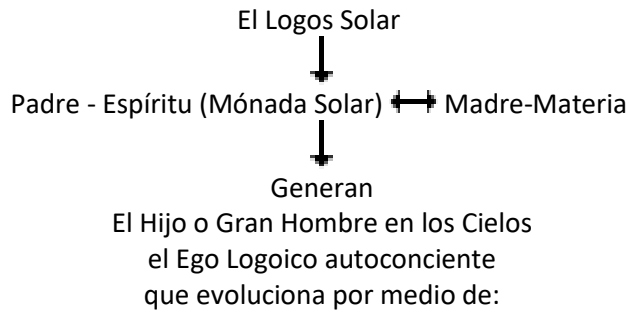 El Logos Solar
Padre - Espíritu (Mónada Solar) Madre-Materia
Generan
El Hijo o Gran Hombre en los Cielos
el Ego Logoico autoconciente
que evoluciona por medio de: